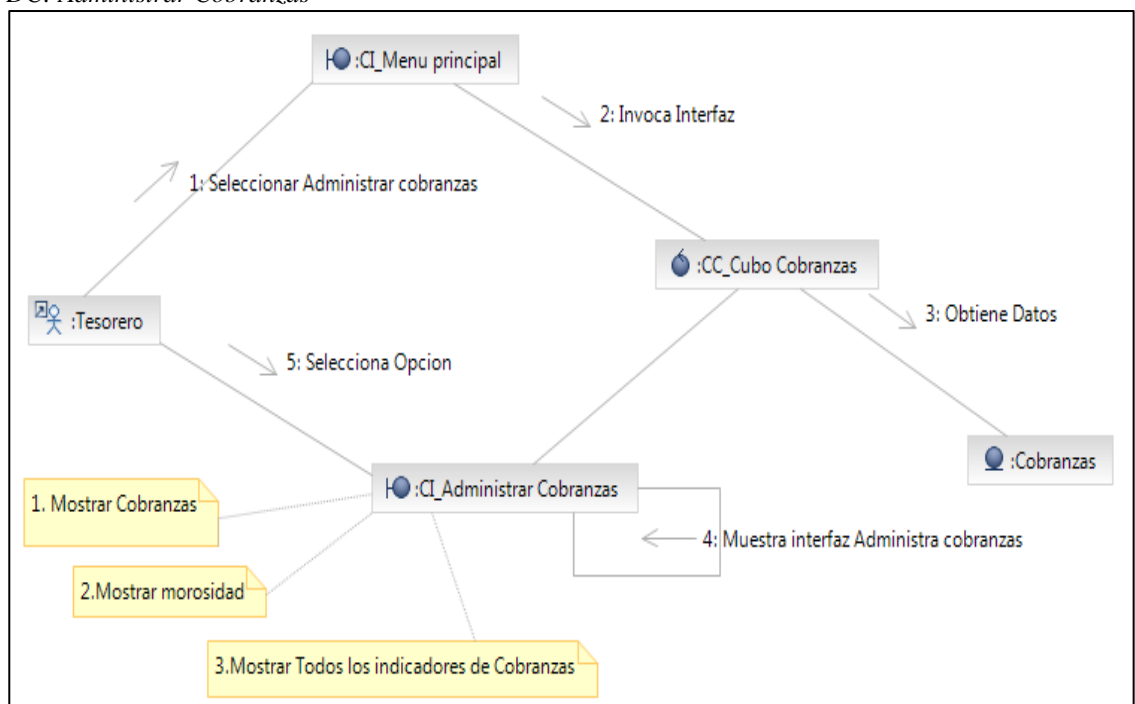 DC: Administrar Cobranzas
:CI_Menu principal
2: Invoca Interfaz
1: Seleccionar Administrar cobranzas
:CC_Cubo Cobranzas
:Tesorero
3: Obtiene Datos
5: Selecciona Opcion
:Cobranzas
:CI_Administrar Cobranzas
1. Mostrar Cobranzas
4: Muestra interfaz Administra cobranzas
2.Mostrar morosidad
3.Mostrar Todos los indicadores de Cobranzas